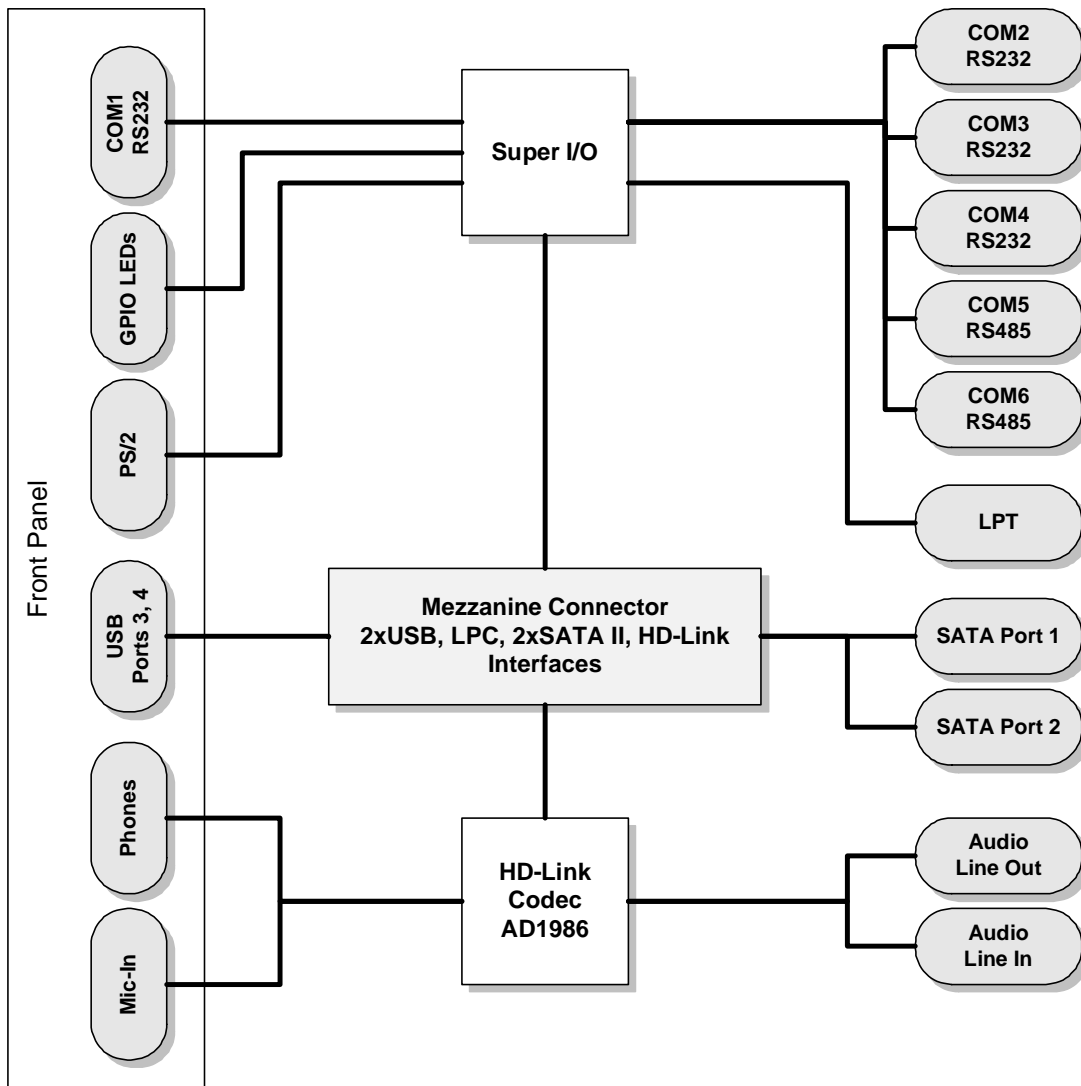 Front Panel
COM1
RS232
GPIO LEDs
PS/2
USB
Ports 3, 4
Phones
Mic-In
Super I/O
Mezzanine Connector
2xUSB, LPC, 2xSATA II, HD-Link
Interfaces
HD-Link
Codec
AD1986
COM2
RS232
COM3
RS232
COM4
RS232
COM5
RS485
COM6
RS485
LPT
SATA Port 1
SATA Port 2
Audio
Line Out
Audio
Line In